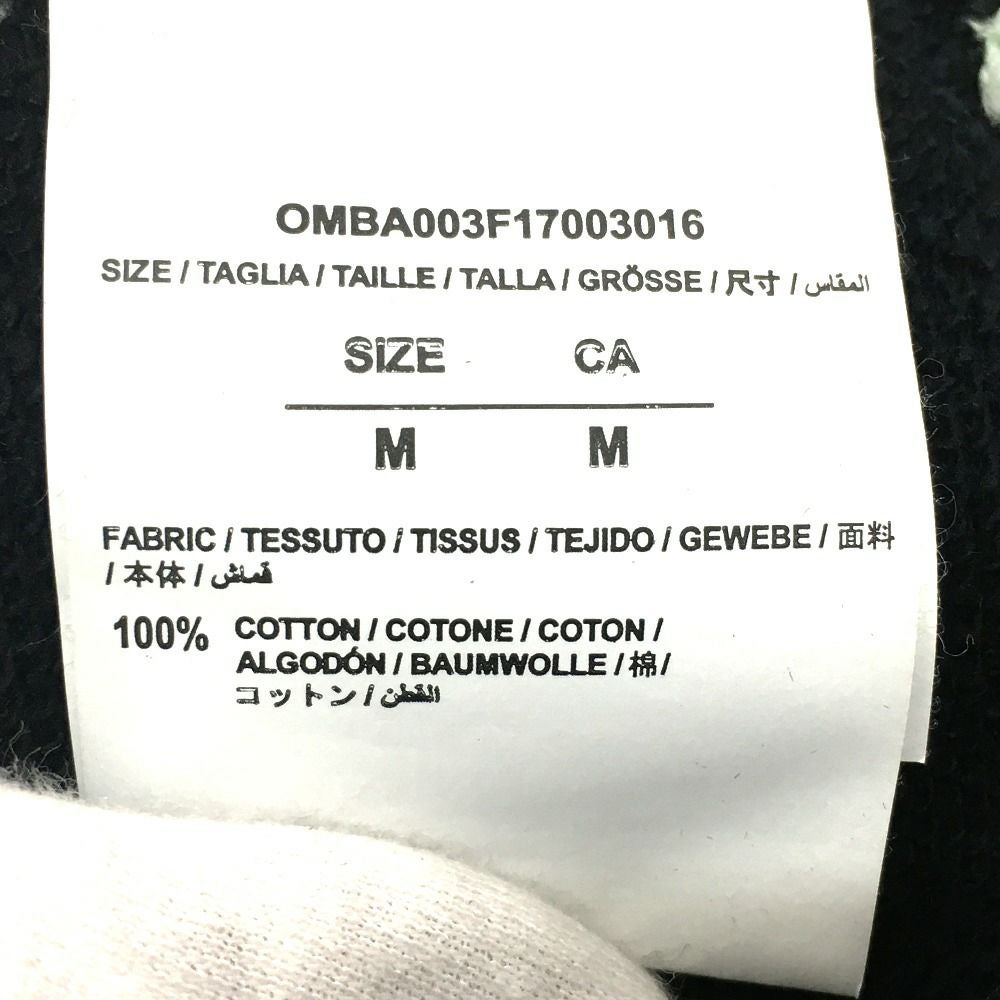 OMBA003F17003016
SIZE / TAGLIA / TAILLE / TALLA / GRÖSSE / 尺寸 / المقاس
SIZE CA
M M
FABRIC / TESSUTO / TISSUS / TEJIDO / GEWEBE / 面料
/ 本体 / قماش
100% COTTON / COTONE / COTON /
ALGODÓN / BAUMWOLLE / 棉/
コットン / القطن